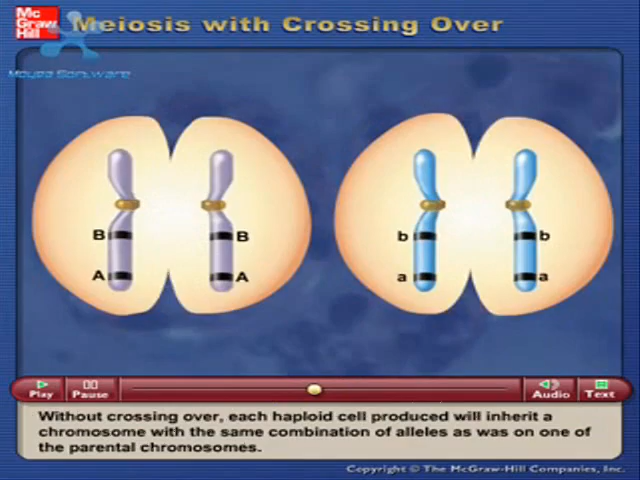 Mc
Graw
Hill
Meiosis with Crossing Over
Mouda Software
B B
A A
b b
a a
Play
Pause
Audio
Text
Without crossing over, each haploid cell produced will inherit a
chromosome with the same combination of alleles as was on one of
the parental chromosomes.
Copyright © The McGraw-Hill Companies, Inc.